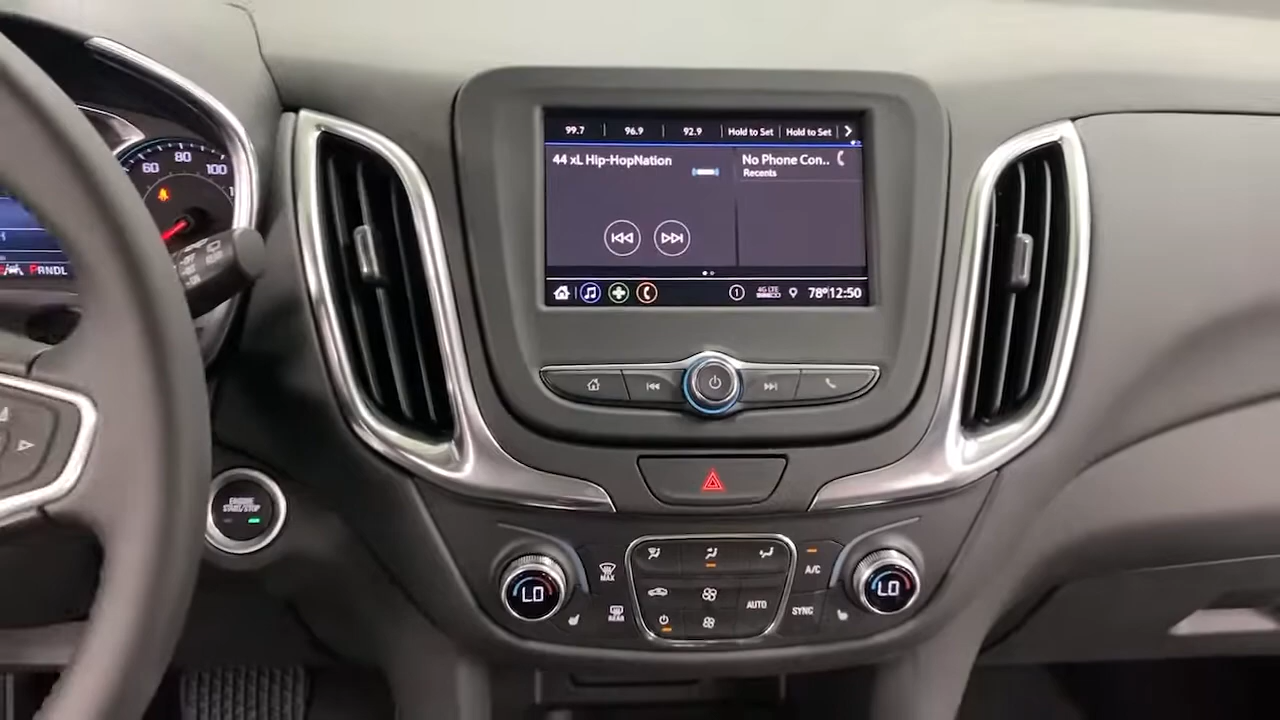 99.7 96.9 92.9 Hold to Set Hold to Set
44 xL Hip-HopNation
No Phone Con..
Recents
78° 12:50
4G LTE
1
60 80 100
PRNDL
ENGINE
START/STOP
LO
MAX
REAR
AUTO
A/C
SYNC
LO